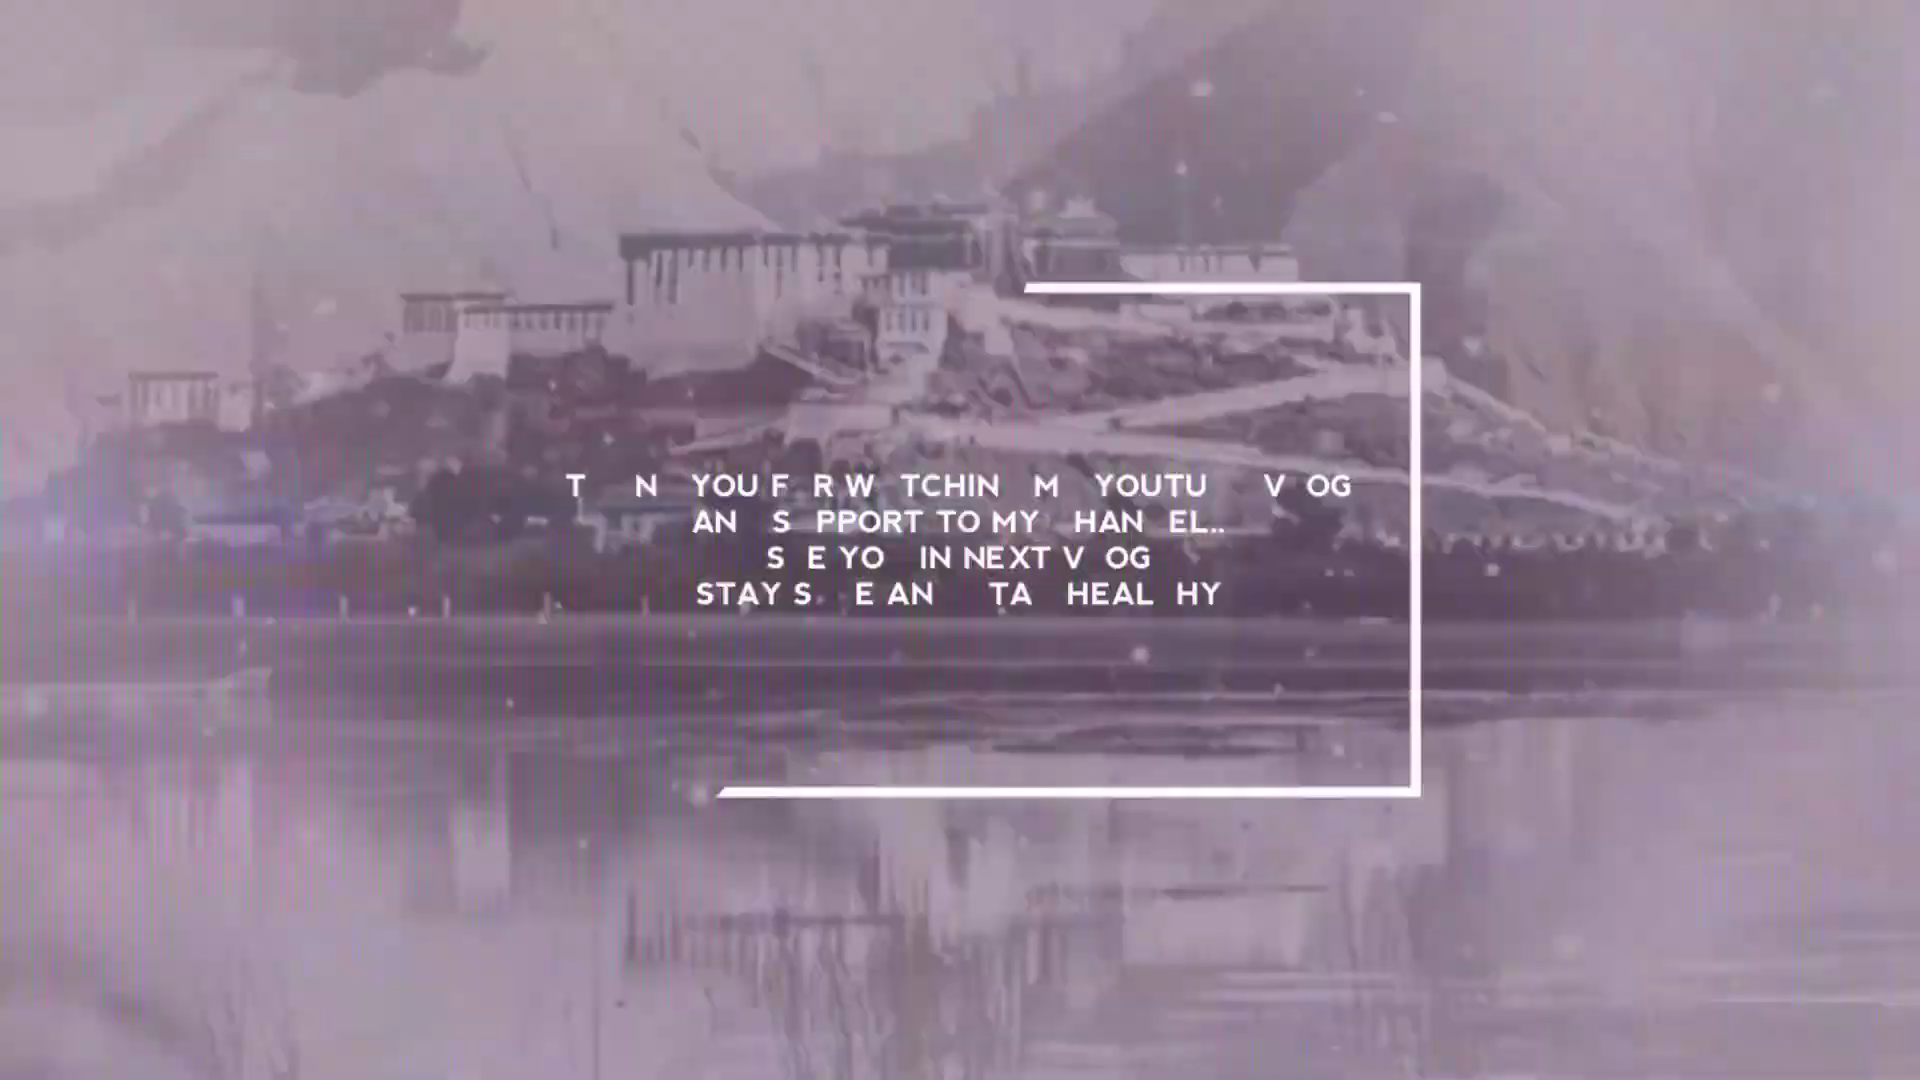 T N YOU F R W TCHIN M YOUTU V OG
AN S PPORT TO MY HAN EL..
S E YO IN NEXT V OG
STAY S E AN TA HEAL HY